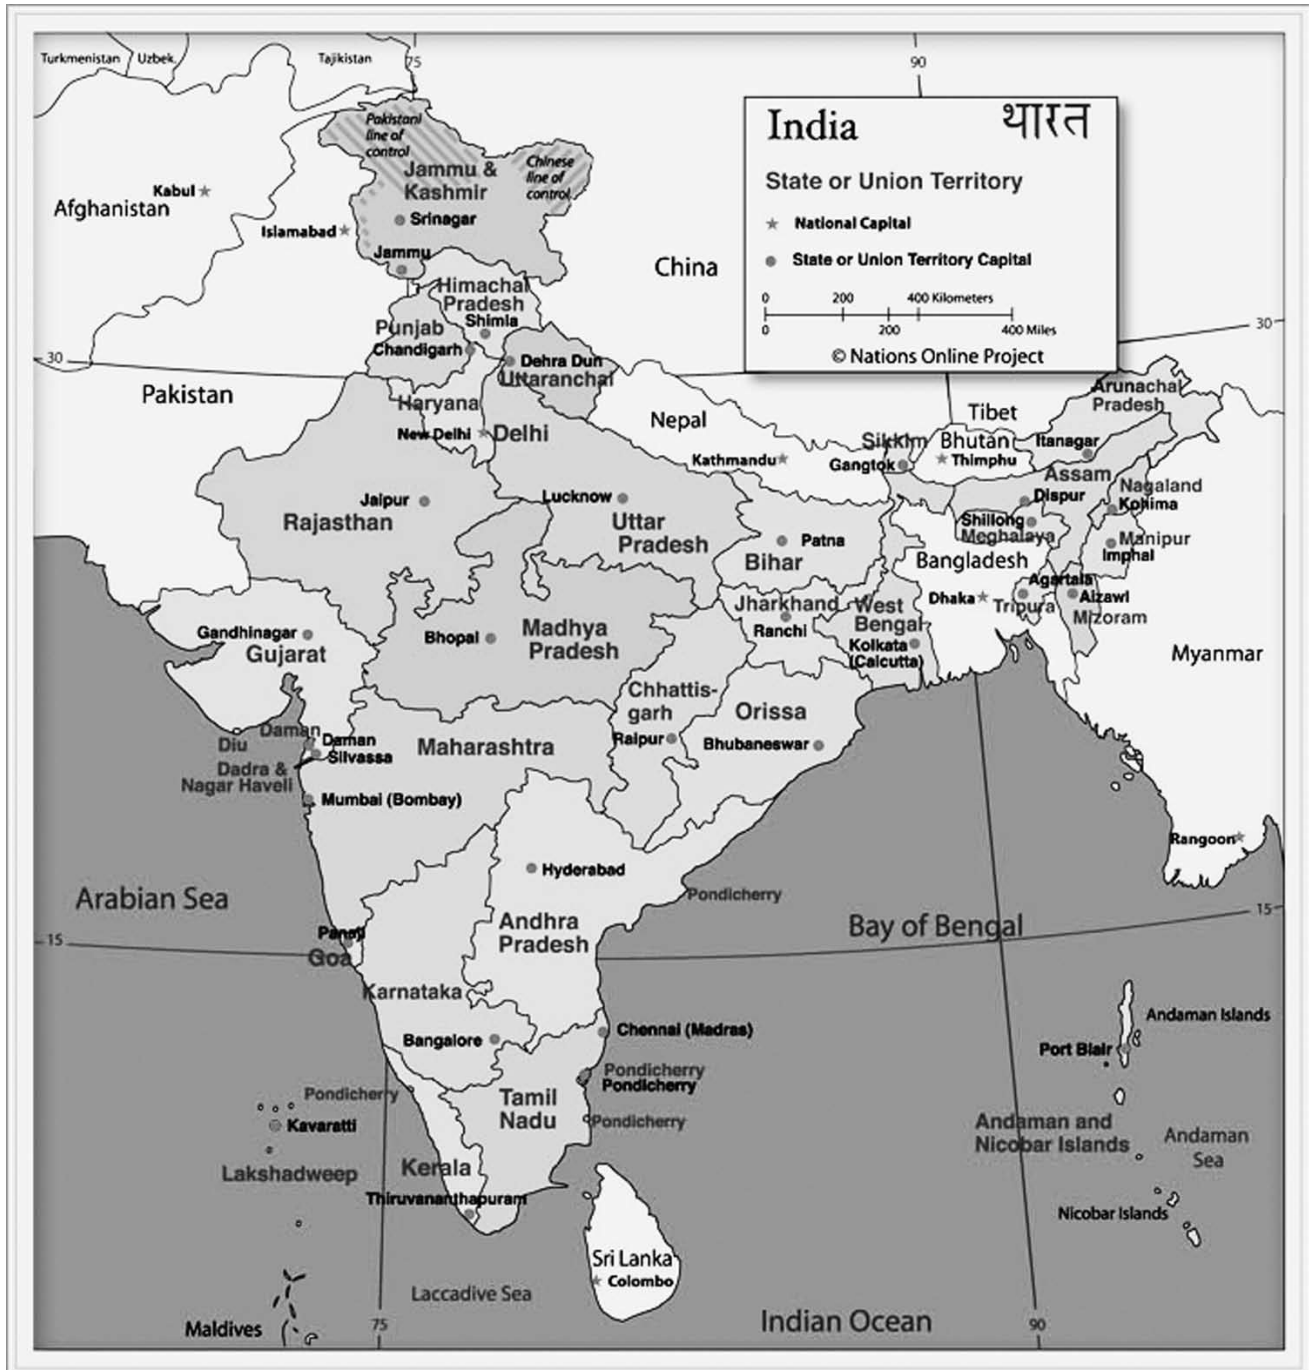 Turkmenistan
Uzbek.
Tajikistan
75
90
Pakistani
line of
control
Chinese
line of
control
Jammu &
Kashmir
Srinagar
Jammu
Kabul
Afghanistan
Islamabad
India
थारत
State or Union Territory
National Capital
State or Union Territory Capital
0 200 400 Kilometers
0 200 400 Miles
© Nations Online Project
China
Himachal
Pradesh
Shimla
Punjab
Chandigarh
30
30
Dehra Dun
Uttaranchal
Pakistan
Haryana
New Delhi
Delhi
Nepal
Kathmandu
Tibet
Sikkim
Gangtok
Bhutan
Thimphu
Arunachal
Pradesh
Itanagar
Assam
Dispur
Nagaland
Kohima
Shillong
Meghalaya
Manipur
Imphal
Jaipur
Rajasthan
Lucknow
Uttar
Pradesh
Patna
Bihar
Bangladesh
Dhaka
Agartala
Tripura
Aizawl
Mizoram
Jharkhand
Ranchi
West
Bengal
Kolkata
(Calcutta)
Gandhinagar
Gujarat
Bhopal
Madhya
Pradesh
Myanmar
Chhattis-
garh
Raipur
Orissa
Bhubaneswar
Daman
Diu
Daman
Silvassa
Dadra &
Nagar Haveli
Maharashtra
Mumbai (Bombay)
Rangoon
Hyderabad
Andhra
Pradesh
Pondicherry
Arabian Sea
Bay of Bengal
15
15
Panaji
Goa
Karnataka
Bangalore
Chennai (Madras)
Pondicherry
Pondicherry
Pondicherry
Pondicherry
Tamil
Nadu
Kavaratti
Lakshadweep
Kerala
Thiruvananthapuram
Andaman Islands
Port Blair
Andaman and
Nicobar Islands
Andaman
Sea
Nicobar Islands
Sri Lanka
Colombo
Laccadive Sea
Maldives
75
Indian Ocean
90